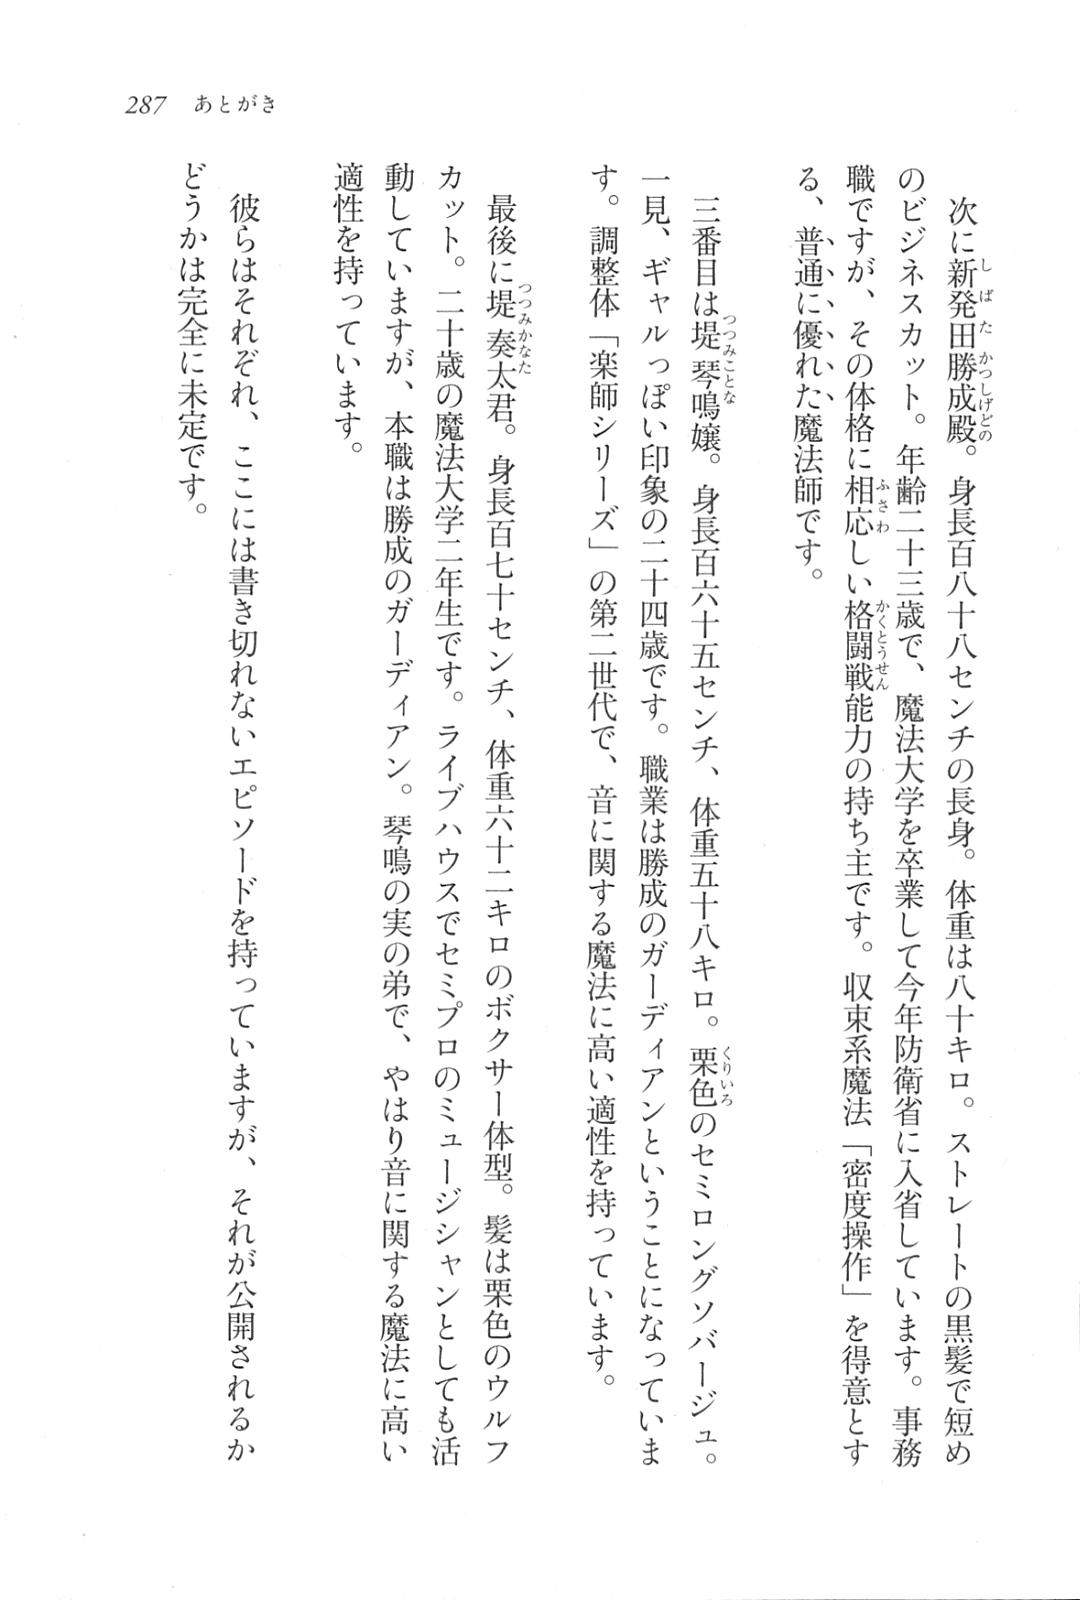 287 あとがき
次に新発田勝成殿。身長百八十八センチの長身。体重は八十キロ。ストレートの黒髪で短め
のビジネスカット。年齢二十三歳で、魔法大学を卒業して今年防衛省に入省しています。事務
職ですが、その体格に相応しい格闘戦能力の持ち主です。収束系魔法「密度操作」を得意とす
る、普通に優れた魔法師です。
三番目は堤琴鳴嬢。身長百六十五センチ、体重五十八キロ。栗色のセミロングソバージュ。
一見、ギャルっぽい印象の二十四歳です。職業は勝成のガーディアンということになっていま
す。調整体「楽師シリーズ」の第二世代で、音に関する魔法に高い適性を持っています。
最後に堤奏太君。身長百七十センチ、体重六十二キロのボクサー体型。髪は栗色のウルフ
カット。二十歳の魔法大学二年生です。ライブハウスでセミプロのミュージシャンとしても活
動していますが、本職は勝成のガーディアン。琴鳴の実の弟で、やはり音に関する魔法に高い
適性を持っています。
彼らはそれぞれ、ここには書き切れないエピソードを持っていますが、それが公開されるか
どうかは完全に未定です。